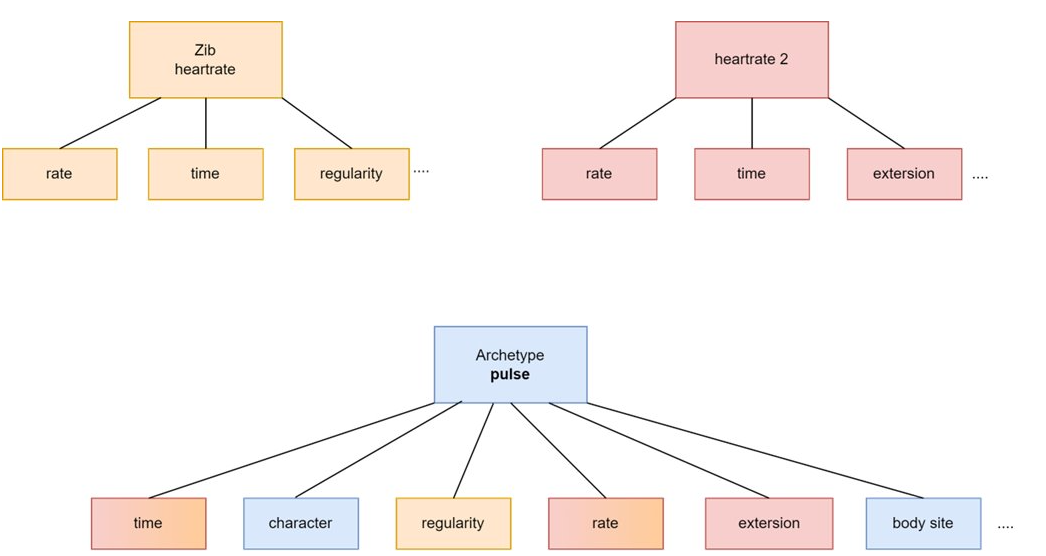 Zib
heartrate
heartrate 2
rate
time
regularity
....
rate
time
extersion
....
Archetype
pulse
time
character
regularity
rate
extersion
body site
....